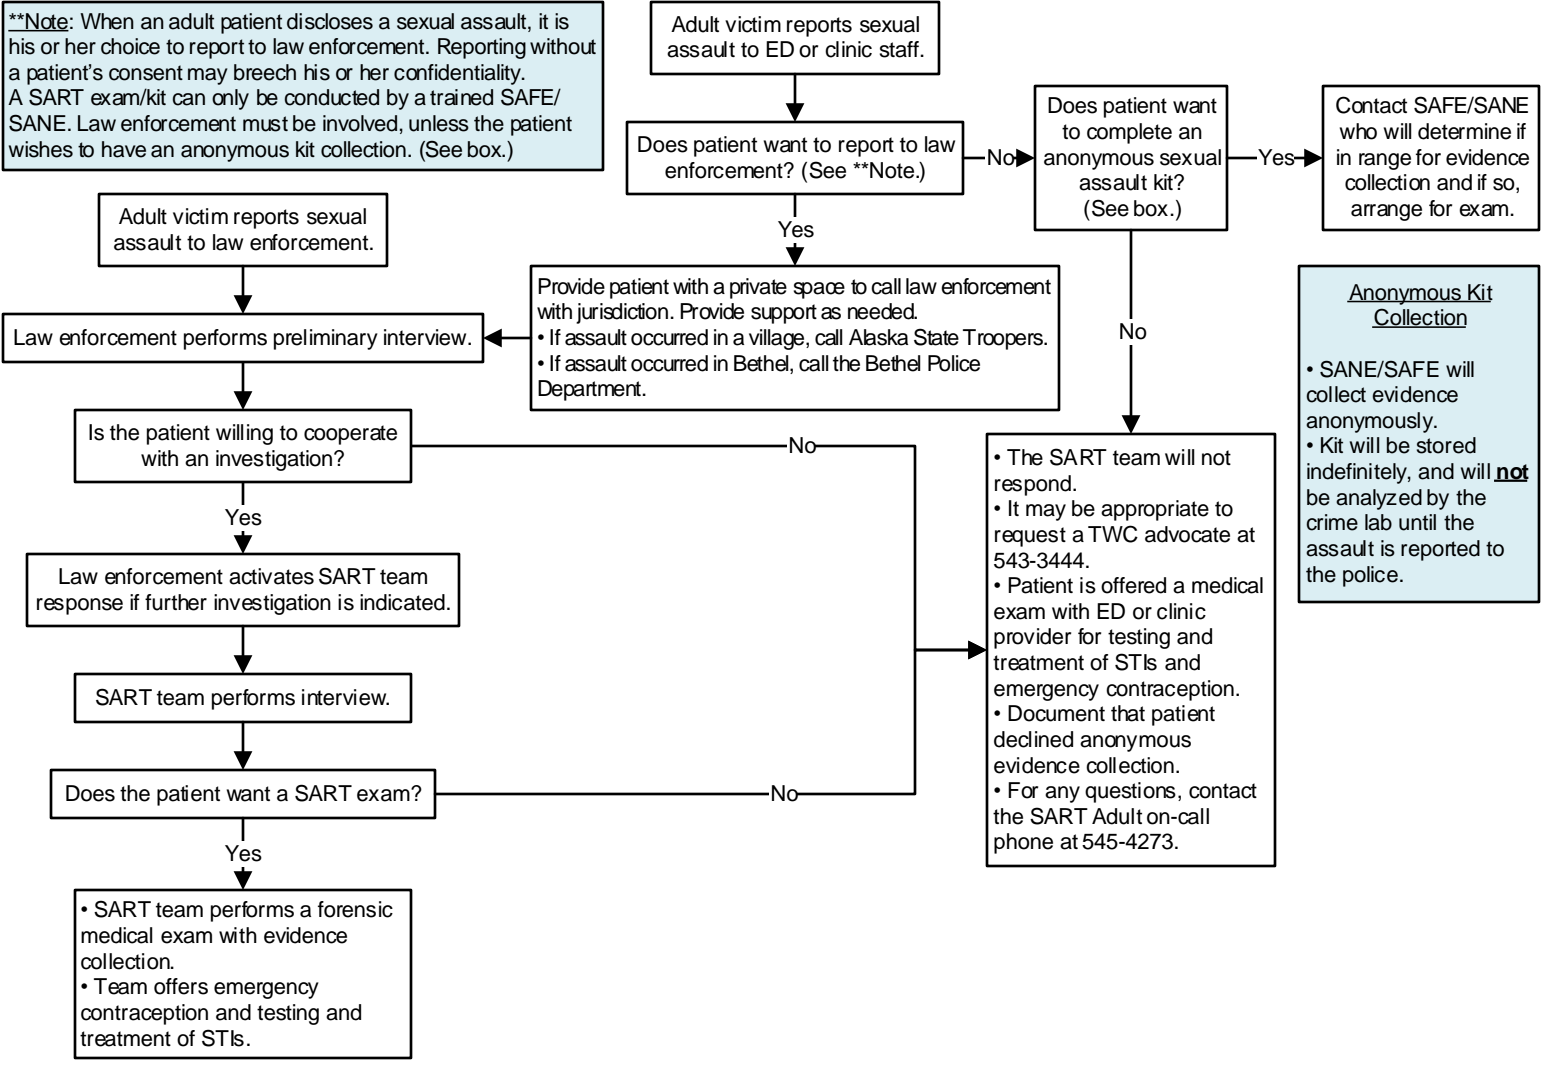 **Note: When an adult patient discloses a sexual assault, it is
his or her choice to report to law enforcement. Reporting without
a patient's consent may breech his or her confidentiality.
A SART exam/kit can only be conducted by a trained SAFE/
SANE. Law enforcement must be involved, unless the patient
wishes to have an anonymous kit collection. (See box.)
Adult victim reports sexual
assault to ED or clinic staff.
Does patient want to report to law
enforcement? (See **Note.)
No
Does patient want
to complete an
anonymous sexual
assault kit?
(See box.)
Yes
Contact SAFE/SANE
who will determine if
in range for evidence
collection and if so,
arrange for exam.
Adult victim reports sexual
assault to law enforcement.
Yes
Provide patient with a private space to call law enforcement
with jurisdiction. Provide support as needed.
• If assault occurred in a village, call Alaska State Troopers.
• If assault occurred in Bethel, call the Bethel Police
Department.
Law enforcement performs preliminary interview.
No
Anonymous Kit
Collection
• SANE/SAFE will
collect evidence
anonymously.
• Kit will be stored
indefinitely, and will not
be analyzed by the
crime lab until the
assault is reported to
the police.
Is the patient willing to cooperate
with an investigation?
No
Yes
Law enforcement activates SART team
response if further investigation is indicated.
SART team performs interview.
Does the patient want a SART exam?
No
Yes
• SART team performs a forensic
medical exam with evidence
collection.
• Team offers emergency
contraception and testing and
treatment of STIs.
• The SART team will not
respond.
• It may be appropriate to
request a TWC advocate at
543-3444.
• Patient is offered a medical
exam with ED or clinic
provider for testing and
treatment of STIs and
emergency contraception.
• Document that patient
declined anonymous
evidence collection.
• For any questions, contact
the SART Adult on-call
phone at 545-4273.